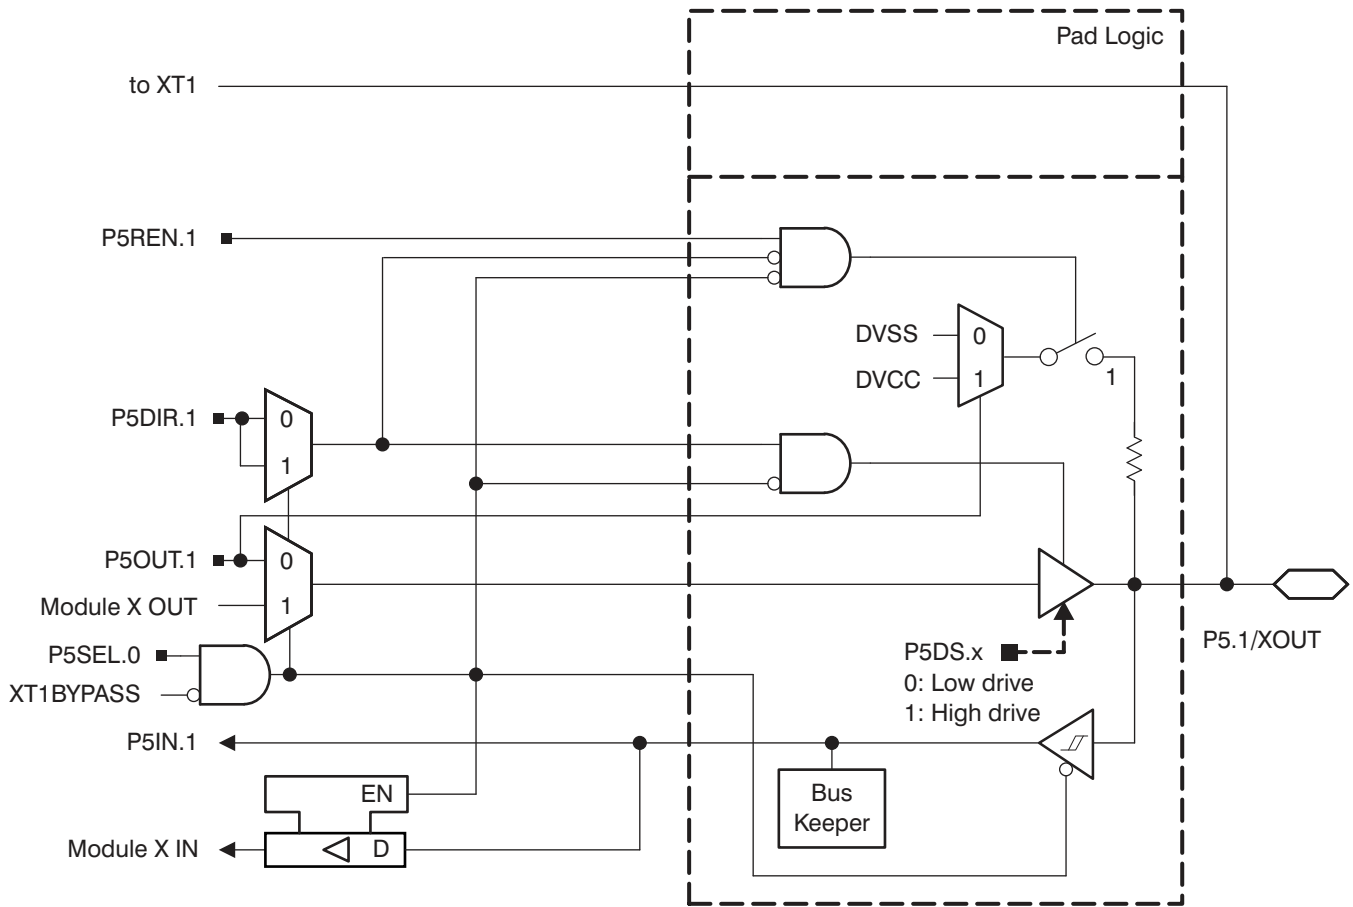 Pad Logic
to XT1
P5REN.1
DVSS
0
DVCC
1
1
P5DIR.1
0
1
P5OUT.1
0
Module X OUT
1
P5SEL.0
XT1BYPASS
P5DS.x
0: Low drive
1: High drive
P5.1/XOUT
P5IN.1
EN
Bus
Keeper
Module X IN
D